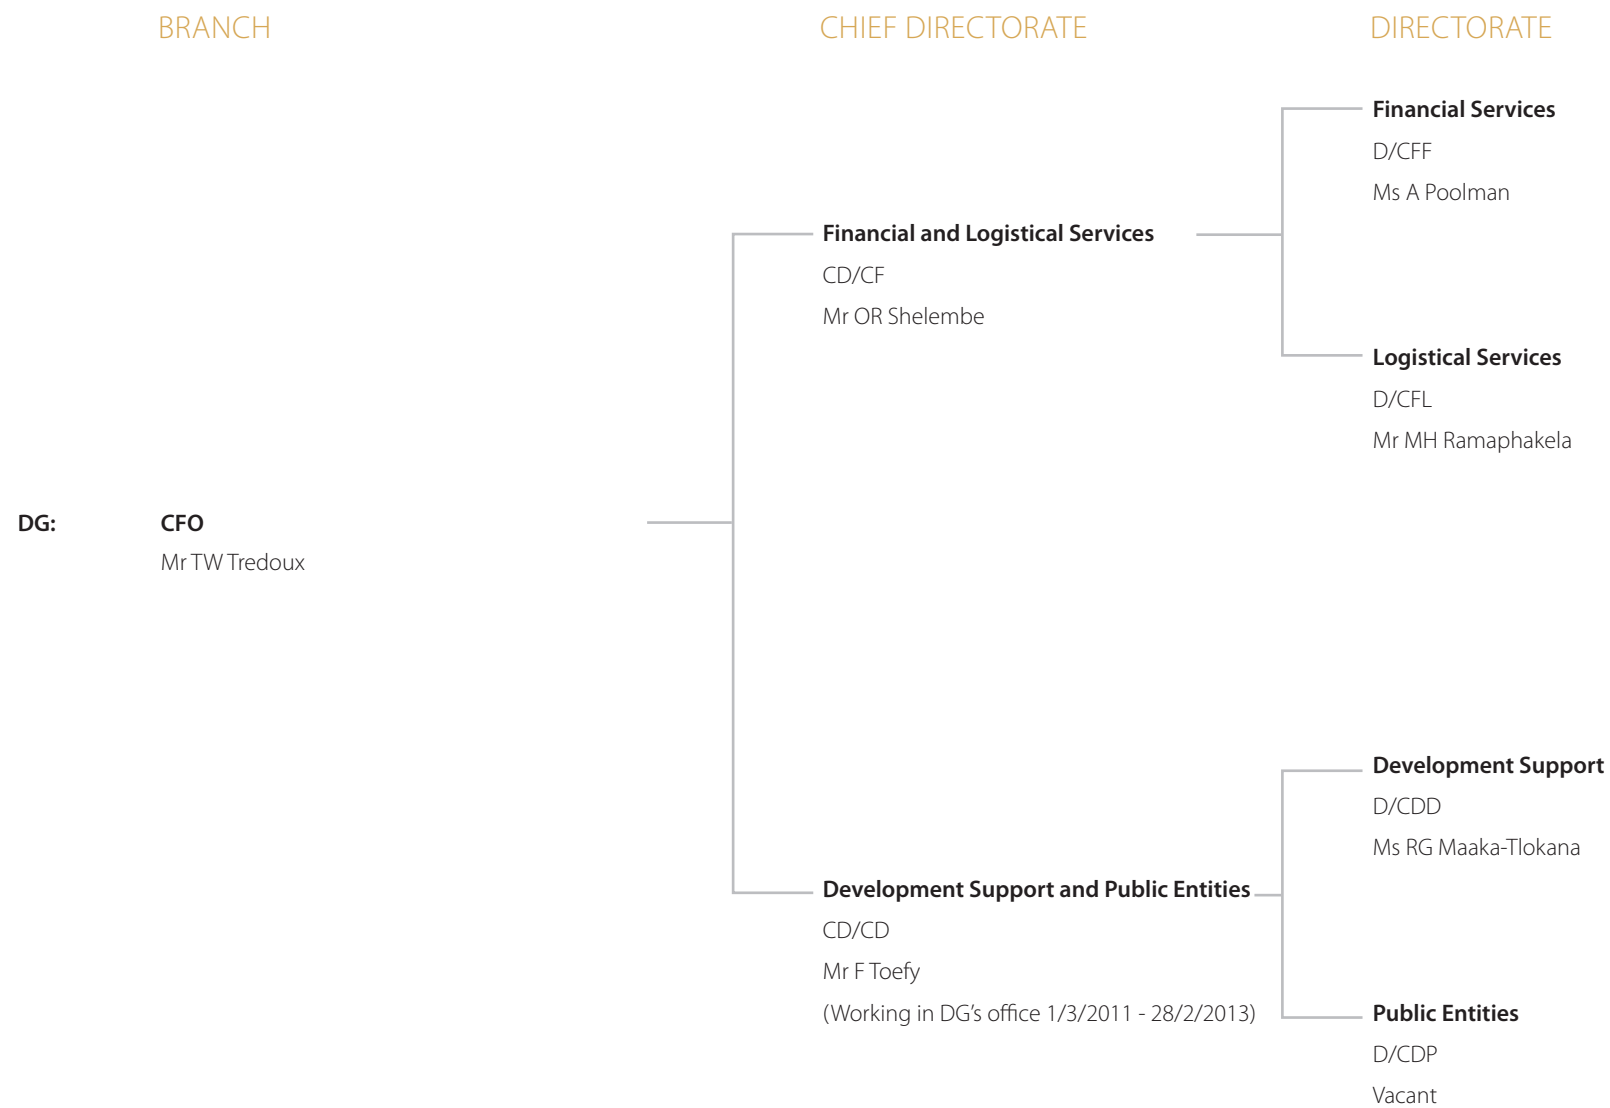 BRANCH
CHIEF DIRECTORATE
DIRECTORATE
DG:
CFO
Mr TW Tredoux
Financial and Logistical Services
CD/CF
Mr OR Shelembe
Financial Services
D/CFF
Ms A Poolman
Logistical Services
D/CFL
Mr MH Ramaphakela
Development Support and Public Entities
CD/CD
Mr F Toefy
(Working in DG’s office 1/3/2011 - 28/2/2013)
Development Support
D/CDD
Ms RG Maaka-Tlokana
Public Entities
D/CDP
Vacant